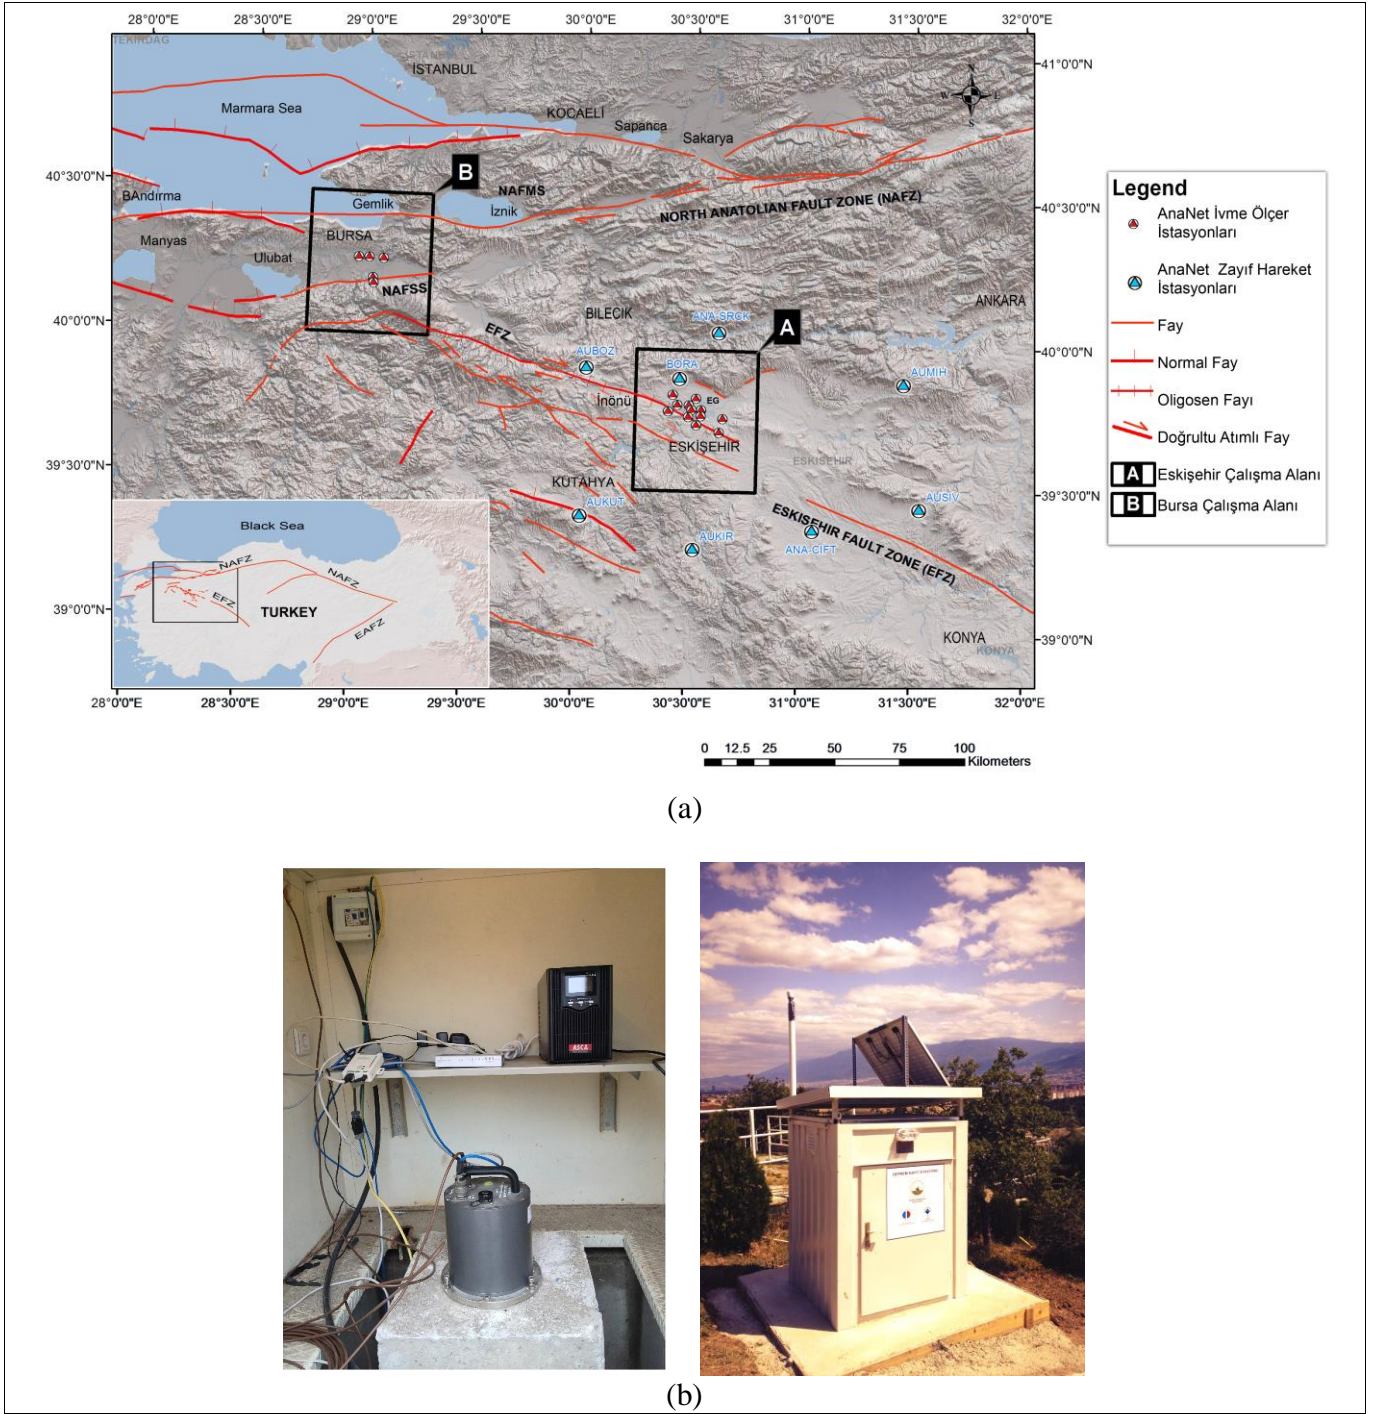 28°0'0"E 28°30'0"E 29°0'0"E 29°30'0"E 30°0'0"E 30°30'0"E 31°0'0"E 31°30'0"E 32°0'0"E
TEKİRDAG
İSTANBUL
41°0'0"N
Marmara Sea
KOCAELİ
Sapanca
Sakarya
N
W
S
40°30'0"N
B
BAndırma
Gemlik
NAFMS
İznik
NORTH ANATOLIAN FAULT ZONE (NAFZ)
40°30'0"N
Manyas
BURSA
Ulubat
NAFSS
40°0'0"N
EFZ
BILECIK
ANA-SRCK
ANKARA
A
40°0'0"N
AUBOZ
BORA
AUMIH
İnönü
EG
ESKİŞEHİR
ESKISEHIR
39°30'0"N
KUTAHYA
AUKUT
AUSIV
39°30'0"N
AUKIR
ANA-CIFT
ESKIŞEHIR FAULT ZONE (EFZ)
Black Sea
NAFZ
NAFZ
EFZ
TURKEY
EAFZ
39°0'0"N
KONYA
KONYA
39°0'0"N
28°0'0"E 28°30'0"E 29°0'0"E 29°30'0"E 30°0'0"E 30°30'0"E 31°0'0"E 31°30'0"E 32°0'0"E
Legend
AnaNet İvme Ölçer
İstasyonları
AnaNet Zayıf Hareket
İstasyonları
Fay
Normal Fay
Oligosen Fayı
Doğrultu Atımlı Fay
A Eskişehir Çalışma Alanı
B Bursa Çalışma Alanı
0 12.5 25 50 75 100
Kilometers
(a)
ASCA
(b)